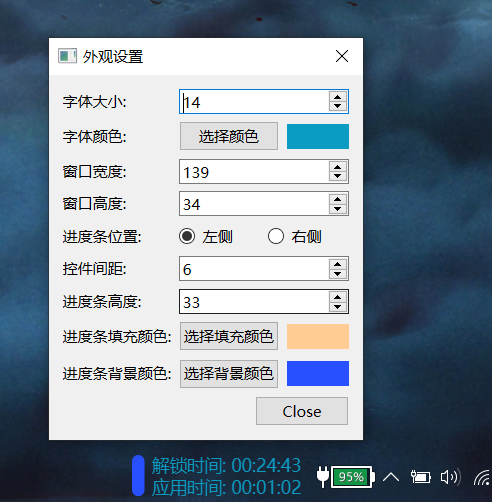 外观设置
字体大小: 14
字体颜色: 选择颜色
窗口宽度: 139
窗口高度: 34
进度条位置: 左侧 右侧
控件间距: 6
进度条高度: 33
进度条填充颜色: 选择填充颜色
进度条背景颜色: 选择背景颜色
Close
解锁时间: 00:24:43
应用时间: 00:01:02
95%